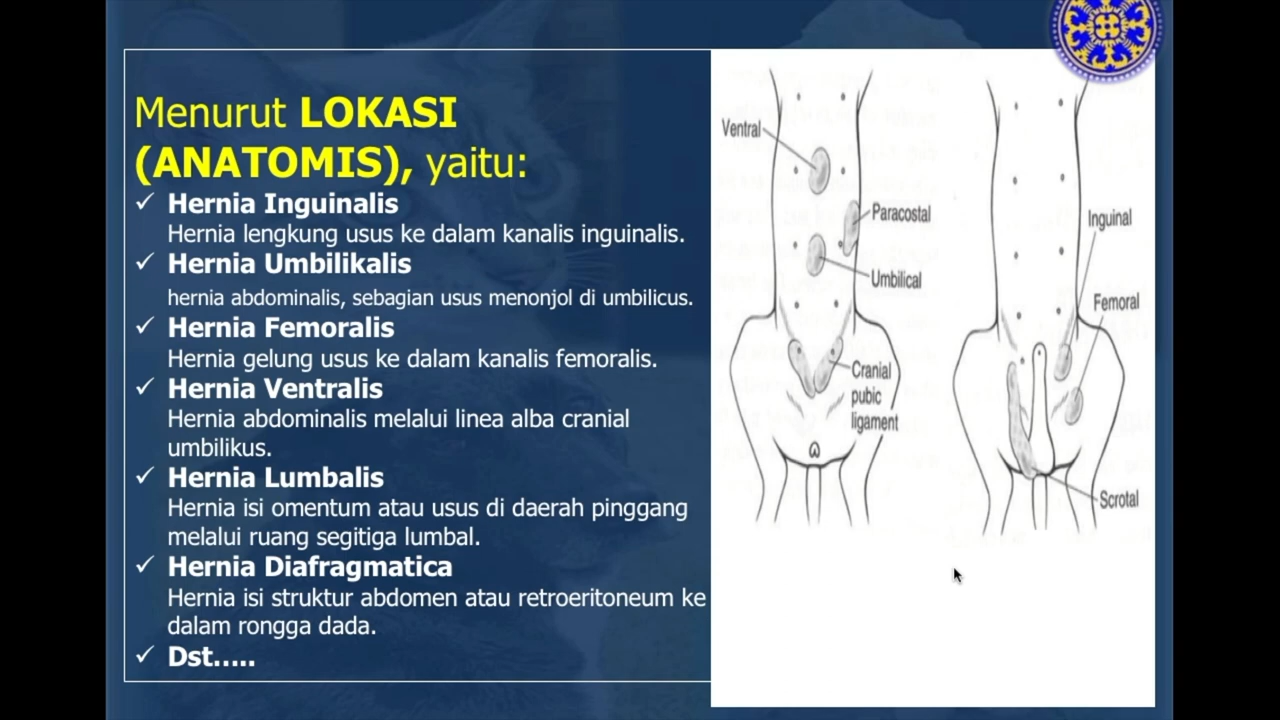 Menurut LOKASI
(ANATOMIS), yaitu:
✓ Hernia Inguinalis
Hernia lengkung usus ke dalam kanalis inguinalis.
✓ Hernia Umbilikalis
hernia abdominalis, sebagian usus menonjol di umbilicus.
✓ Hernia Femoralis
Hernia gelung usus ke dalam kanalis femoralis.
✓ Hernia Ventralis
Hernia abdominalis melalui linea alba cranial
umbilikus.
✓ Hernia Lumbalis
Hernia isi omentum atau usus di daerah pinggang
melalui ruang segitiga lumbal.
✓ Hernia Diafragmatica
Hernia isi struktur abdomen atau retroeritoneum ke
dalam rongga dada.
✓ Dst.....
Ventral
Paracostal
Umbilical
Cranial
pubic
ligament
Inguinal
Femoral
Scrotal